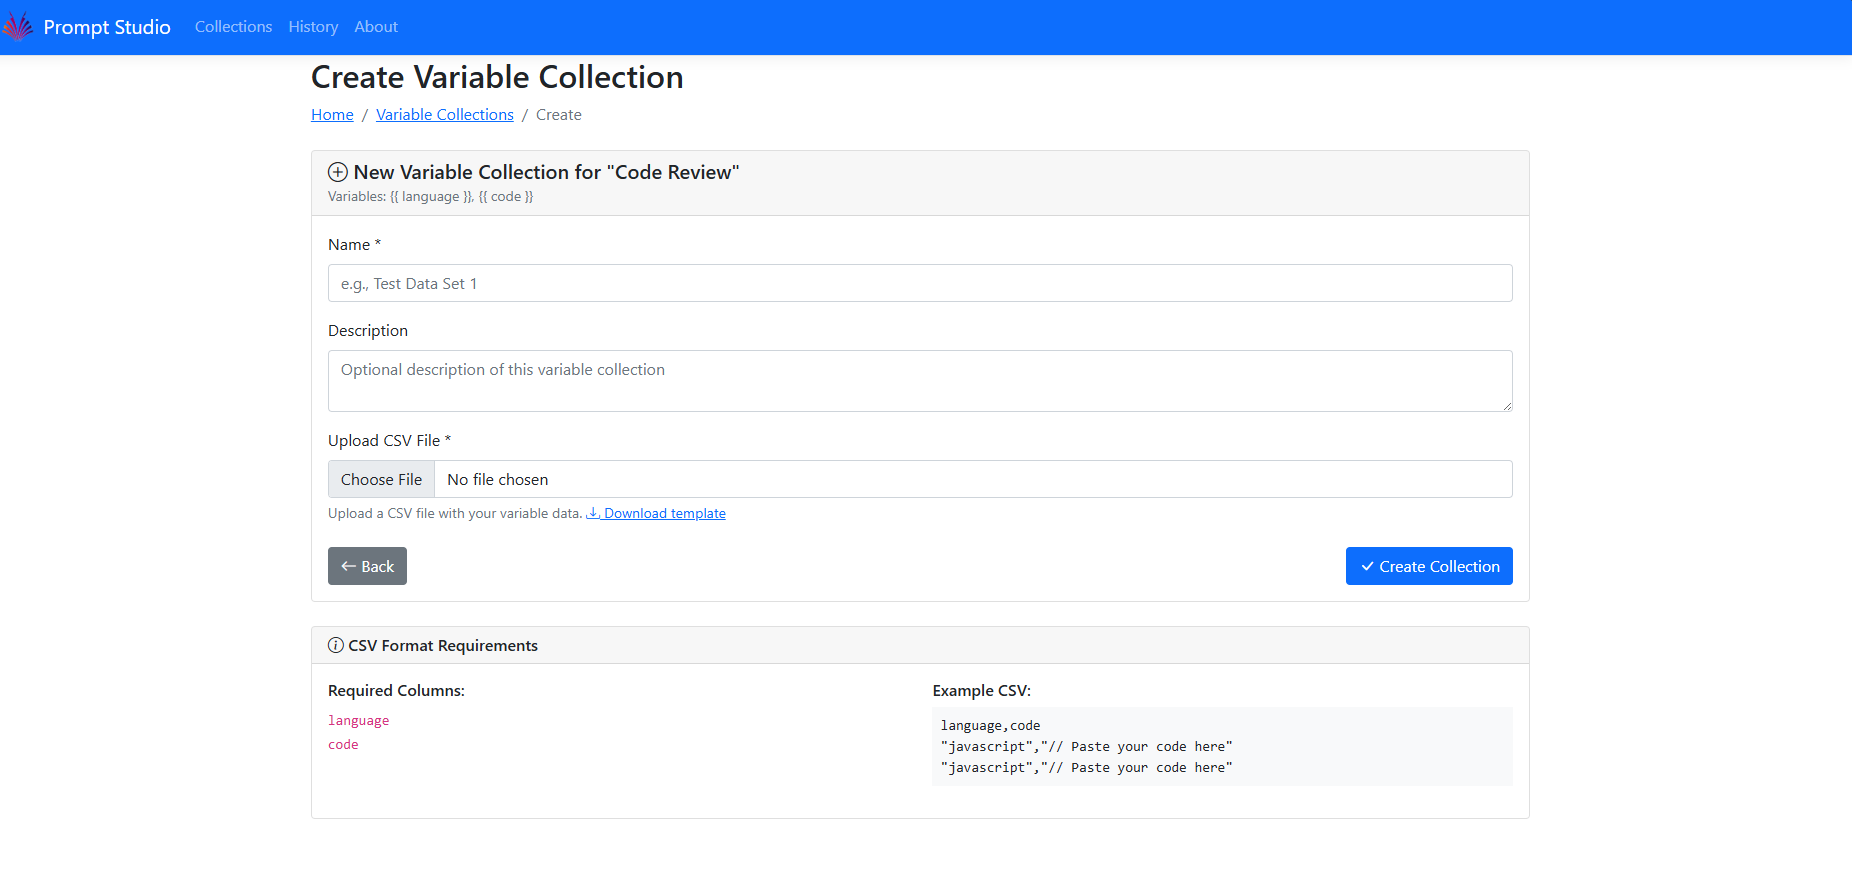 Prompt Studio Collections History About
Create Variable Collection
Home / Variable Collections / Create
New Variable Collection for "Code Review"
Variables: {{ language }}, {{ code }}
Name *
e.g., Test Data Set 1
Description
Optional description of this variable collection
Upload CSV File *
Choose File No file chosen
Upload a CSV file with your variable data. Download template
Back Create Collection
CSV Format Requirements
Required Columns:
language
code
Example CSV:
language,code
"javascript","// Paste your code here"
"javascript","// Paste your code here"